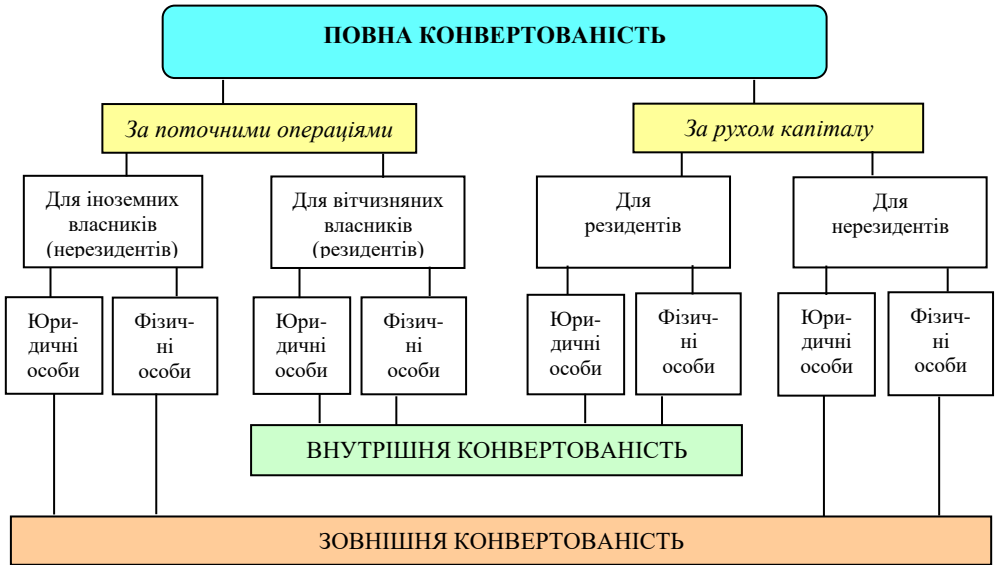 ПОВНА КОНВЕРТОВАНІСТЬ
За поточними операціями
За рухом капіталу
Для іноземних
власників
(нерезидентів)
Для вітчизняних
власників
(резидентів)
Для
резидентів
Для
нерезидентів
Юри-
дичні
особи
Фізич-
ні
особи
Юри-
дичні
особи
Фізич-
ні
особи
Юри-
дичні
особи
Фізич-
ні
особи
Юри-
дичні
особи
Фізич-
ні
особи
ВНУТРІШНЯ КОНВЕРТОВАНІСТЬ
ЗОВНІШНЯ КОНВЕРТОВАНІСТЬ